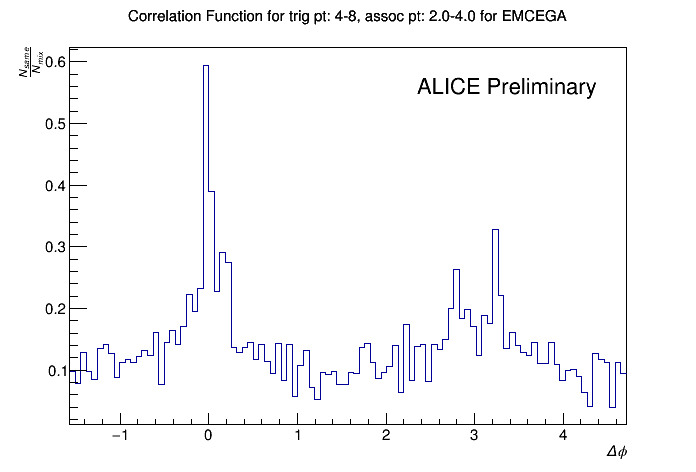 Correlation Function for trig pt: 4-8, assoc pt: 2.0-4.0 for EMCEGA
N_same
N_mix
ALICE Preliminary
0.6
0.5
0.4
0.3
0.2
0.1
−1 0 1 2 3 4
Δϕ